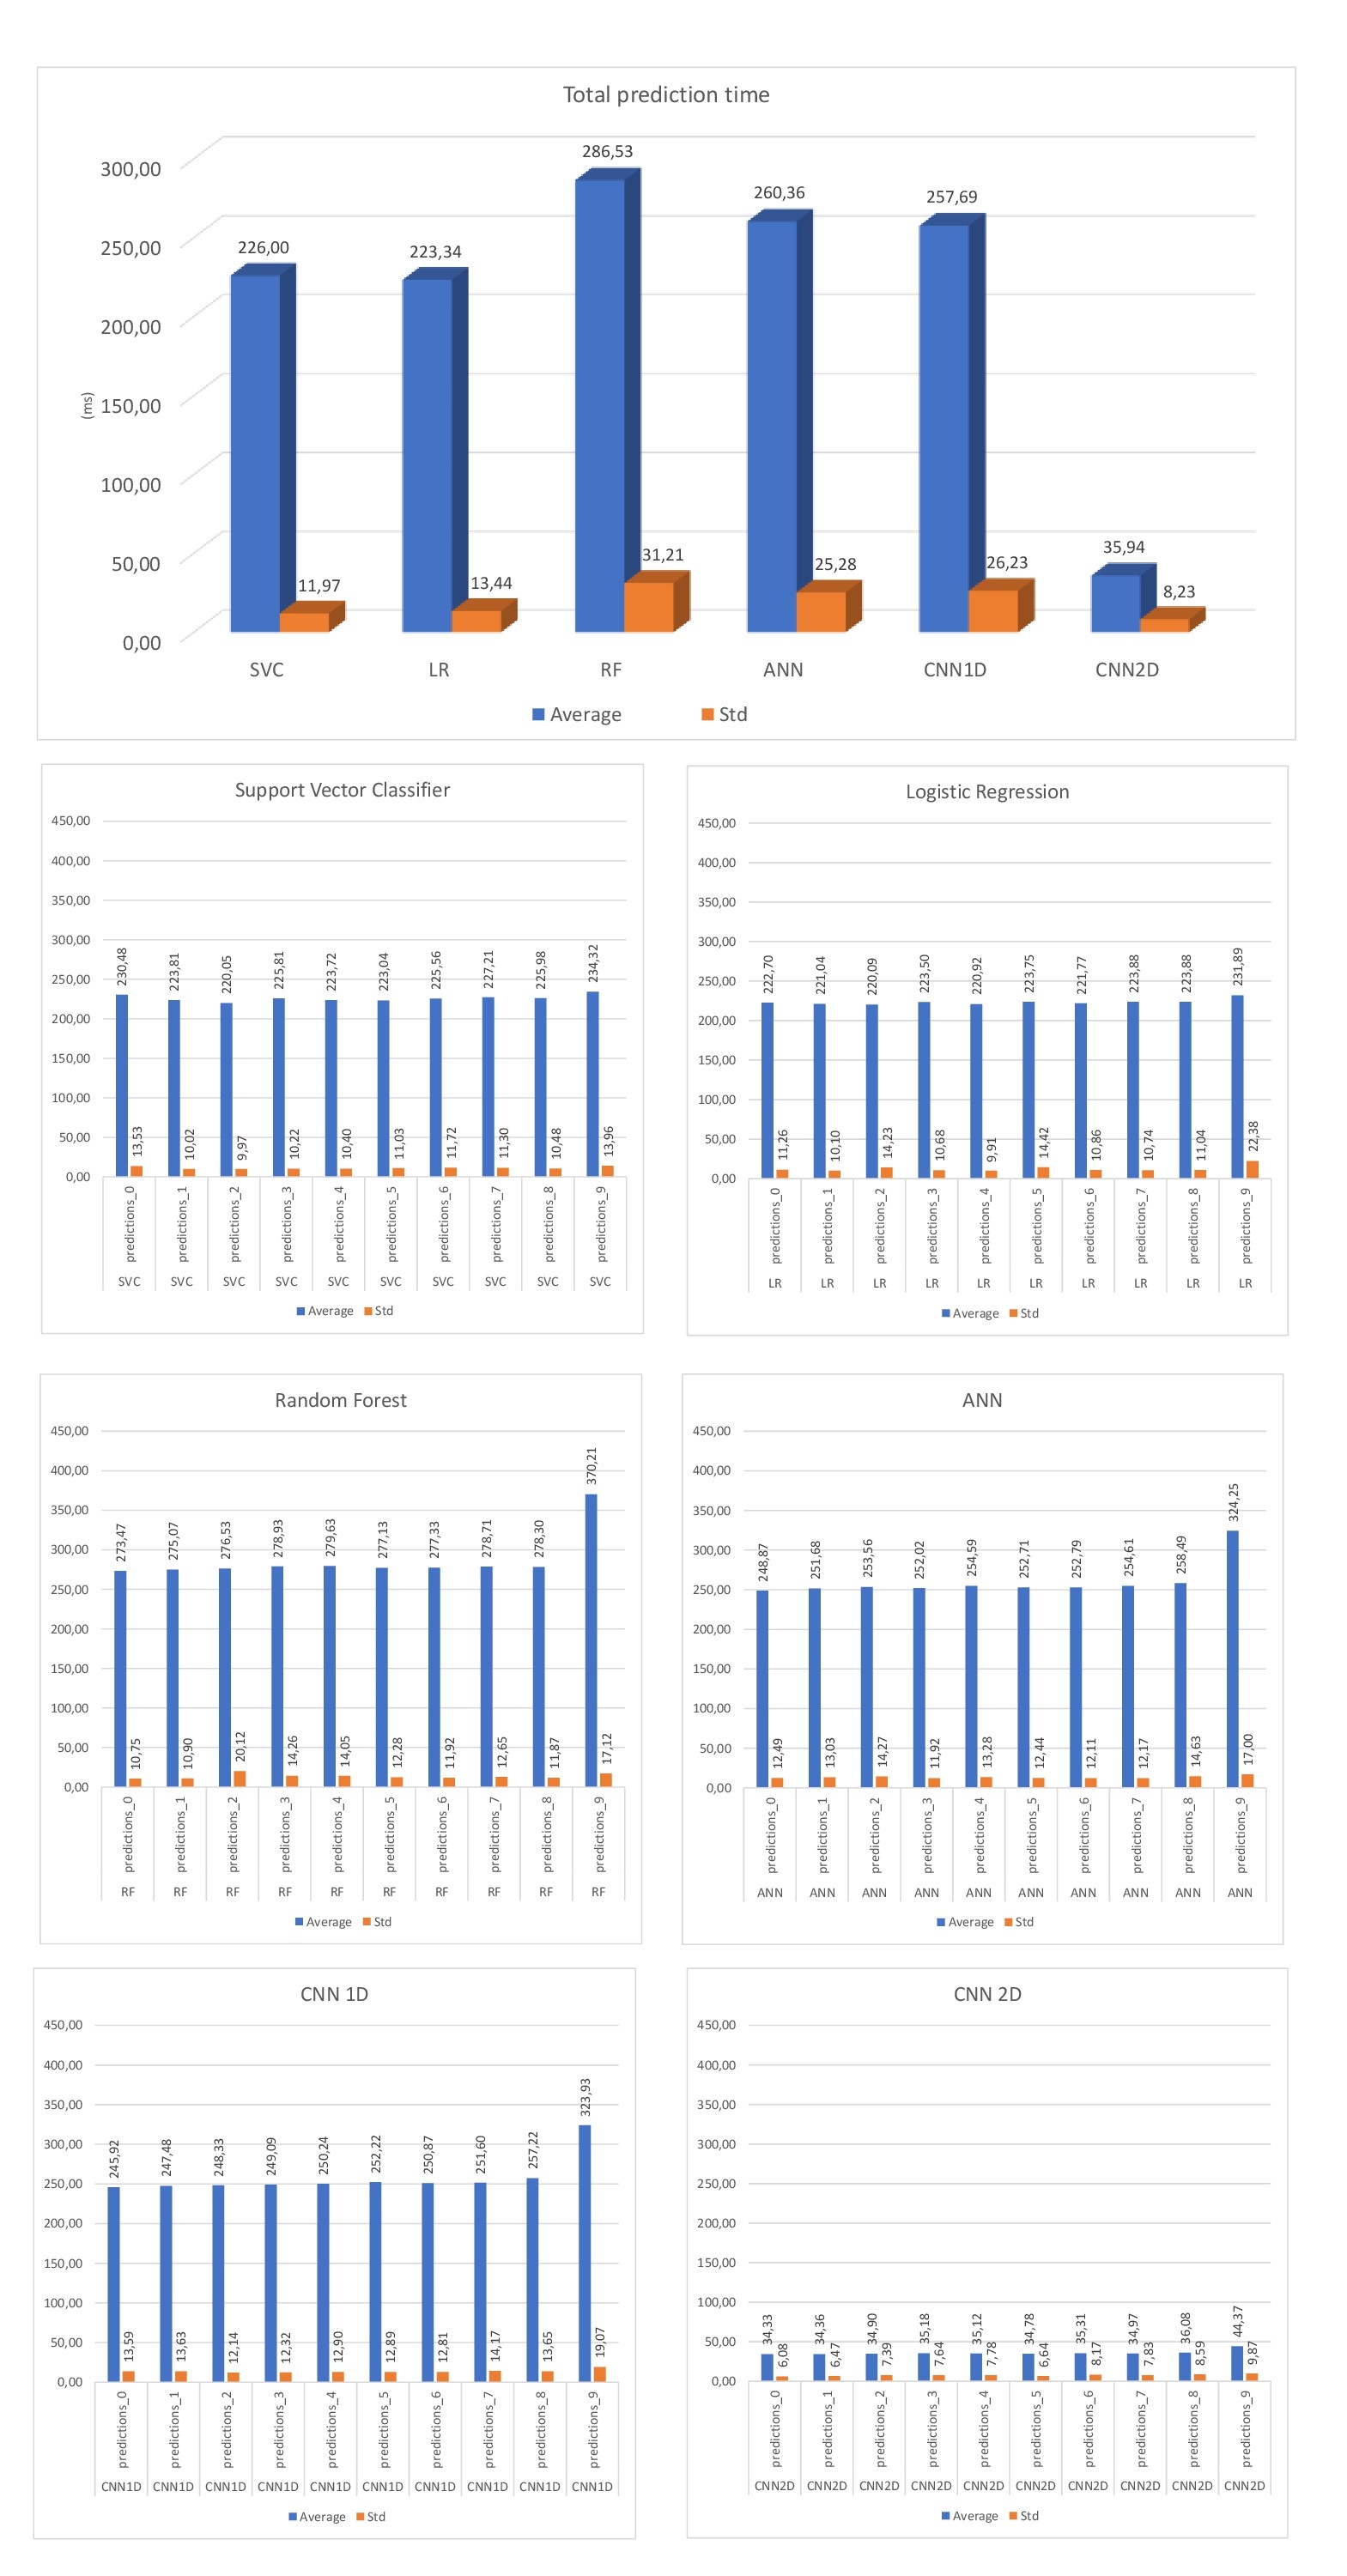 Total prediction time
300,00
250,00
200,00
150,00
100,00
50,00
0,00
(ms)
226,00
11,97
223,34
13,44
286,53
31,21
260,36
25,28
257,69
26,23
35,94
8,23
SVC LR RF ANN CNN1D CNN2D
Average Std
Support Vector Classifier
450,00
400,00
350,00
300,00
250,00
200,00
150,00
100,00
50,00
0,00
230,48 223,81 220,05 225,81 223,72 223,04 225,56 227,21 225,98 234,32
13,53 10,02 9,97 10,22 10,40 11,03 11,72 11,30 10,48 13,96
predictions_0 predictions_1 predictions_2 predictions_3 predictions_4 predictions_5 predictions_6 predictions_7 predictions_8 predictions_9
SVC SVC SVC SVC SVC SVC SVC SVC SVC SVC
Average Std
Logistic Regression
450,00
400,00
350,00
300,00
250,00
200,00
150,00
100,00
50,00
0,00
222,70 221,04 220,09 223,50 220,92 223,75 221,77 223,88 223,88 231,89
11,26 10,10 14,23 10,68 9,91 14,42 10,86 10,74 11,04 22,38
predictions_0 predictions_1 predictions_2 predictions_3 predictions_4 predictions_5 predictions_6 predictions_7 predictions_8 predictions_9
LR LR LR LR LR LR LR LR LR LR
Average Std
Random Forest
450,00
400,00
350,00
300,00
250,00
200,00
150,00
100,00
50,00
0,00
273,47 275,07 276,53 278,93 279,63 277,13 277,33 278,71 278,30 370,21
10,75 10,90 20,12 14,26 14,05 12,28 11,92 12,65 11,87 17,12
predictions_0 predictions_1 predictions_2 predictions_3 predictions_4 predictions_5 predictions_6 predictions_7 predictions_8 predictions_9
RF RF RF RF RF RF RF RF RF RF
Average Std
ANN
450,00
400,00
350,00
300,00
250,00
200,00
150,00
100,00
50,00
0,00
248,87 251,68 253,56 252,02 254,59 252,71 252,79 254,61 258,49 324,25
12,49 13,03 14,27 11,92 13,28 12,44 12,11 12,17 14,63 17,00
predictions_0 predictions_1 predictions_2 predictions_3 predictions_4 predictions_5 predictions_6 predictions_7 predictions_8 predictions_9
ANN ANN ANN ANN ANN ANN ANN ANN ANN ANN
Average Std
CNN 1D
450,00
400,00
350,00
300,00
250,00
200,00
150,00
100,00
50,00
0,00
245,92 247,48 248,33 249,09 250,24 252,22 250,87 251,60 257,22 323,93
13,59 13,63 12,14 12,32 12,90 12,89 12,81 14,17 13,65 19,07
predictions_0 predictions_1 predictions_2 predictions_3 predictions_4 predictions_5 predictions_6 predictions_7 predictions_8 predictions_9
CNN1D CNN1D CNN1D CNN1D CNN1D CNN1D CNN1D CNN1D CNN1D CNN1D
Average Std
CNN 2D
450,00
400,00
350,00
300,00
250,00
200,00
150,00
100,00
50,00
0,00
34,33 34,36 34,90 35,18 35,12 34,78 35,31 34,97 36,08 44,37
6,08 6,47 7,39 7,64 7,78 6,64 8,17 7,83 8,59 9,87
predictions_0 predictions_1 predictions_2 predictions_3 predictions_4 predictions_5 predictions_6 predictions_7 predictions_8 predictions_9
CNN2D CNN2D CNN2D CNN2D CNN2D CNN2D CNN2D CNN2D CNN2D CNN2D
Average Std